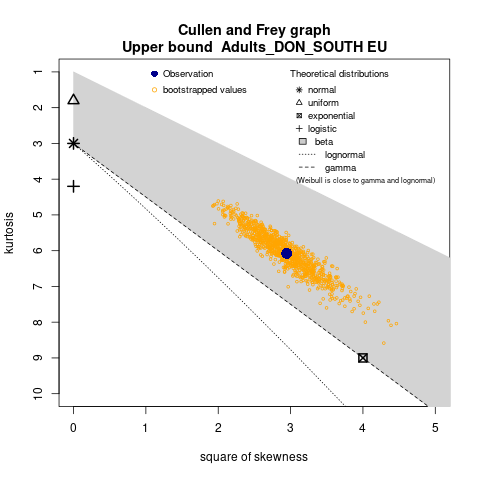 Cullen and Frey graph
Upper bound  Adults_DON_SOUTH EU
Observation
bootstrapped values
Theoretical distributions
normal
uniform
exponential
logistic
beta
lognormal
gamma
(Weibull is close to gamma and lognormal)
kurtosis
1
2
3
4
5
6
7
8
9
10
0 1 2 3 4 5
square of skewness